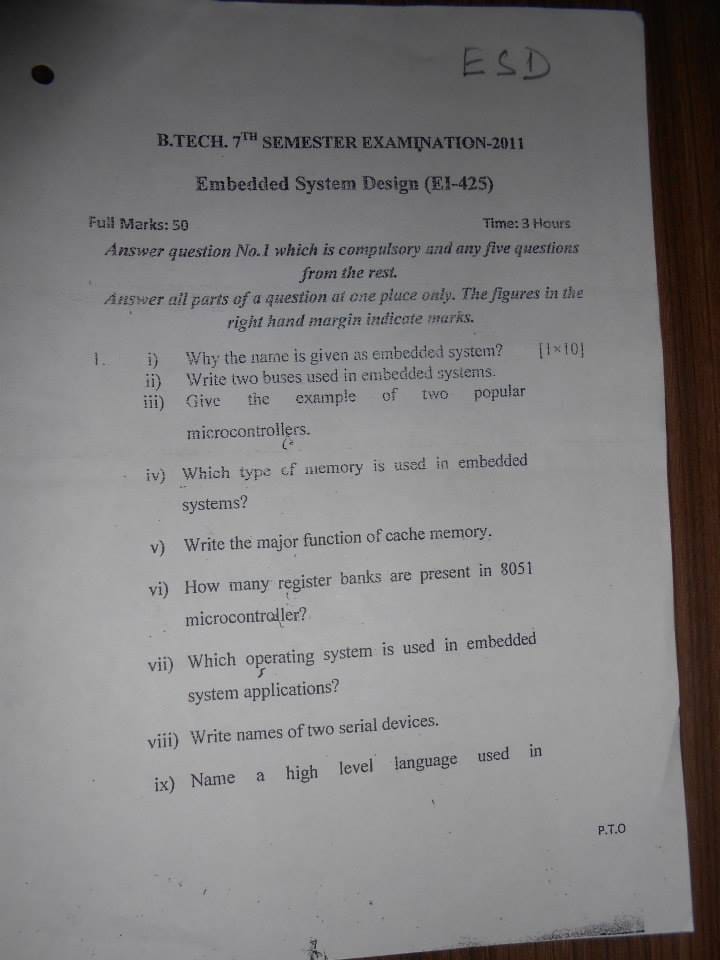 ESD
B.TECH. 7TH SEMESTER EXAMINATION-2011
Embedded System Design (EI-425)
Full Marks: 50 Time: 3 Hours
Answer question No.1 which is compulsory and any five questions
from the rest.
Answer all parts of a question at one place only. The figures in the
right hand margin indicate marks.
1. i) Why the name is given as embedded system? [1×10]
ii) Write two buses used in embedded systems.
iii) Give the example of two popular
microcontrollers.
iv) Which type of memory is used in embedded
systems?
v) Write the major function of cache memory.
vi) How many register banks are present in 8051
microcontroller?
vii) Which operating system is used in embedded
system applications?
viii) Write names of two serial devices.
ix) Name a high level language used in
P.T.O